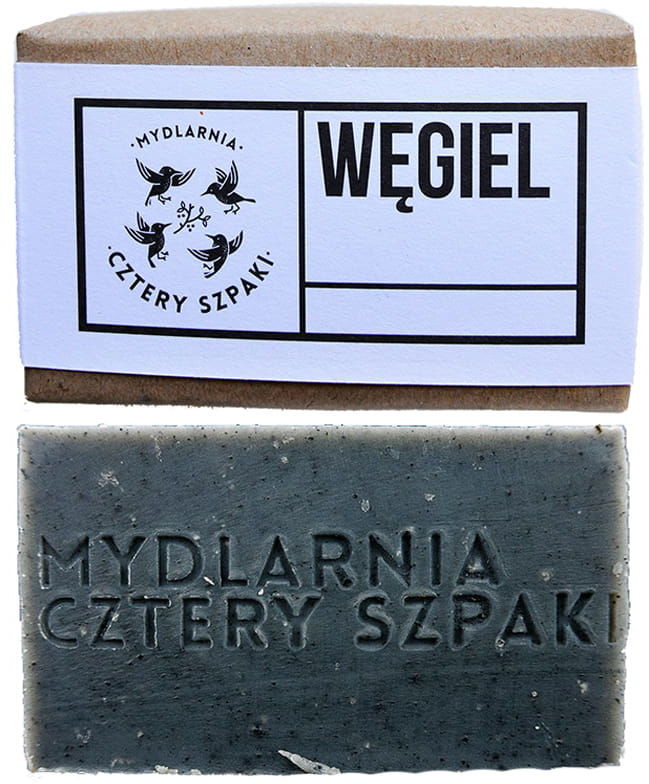 ·MYDLARNIA·
·CZTERY SZPAKI·
WĘGIEL
MYDLARNIA
CZTERY SZPAKI